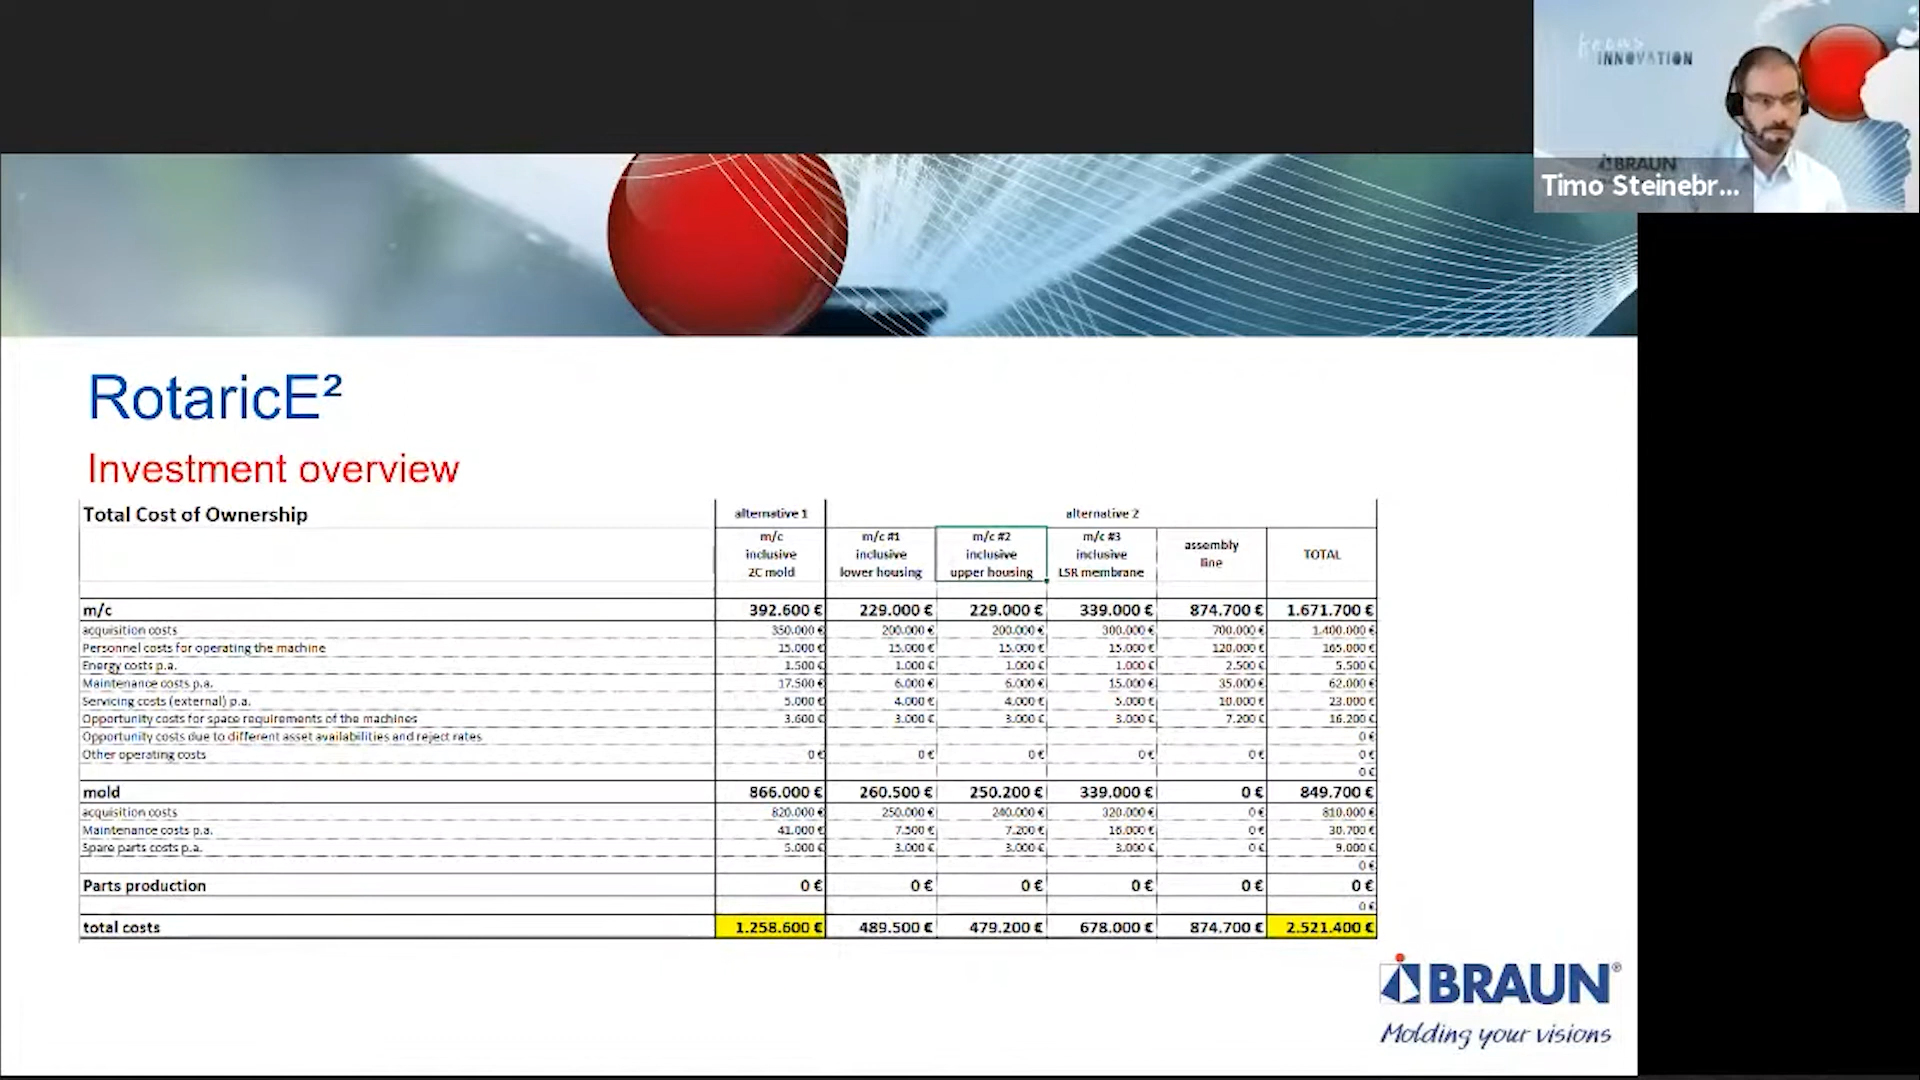 Focus
INNOVATION
BRAUN
Timo Steinebr...
RotaricE²
Investment overview
Total Cost of Ownership
alternative 1
alternative 2
m/c
inclusive
2C mold
m/c #1
inclusive
lower housing
m/c #2
inclusive
upper housing
m/c #3
inclusive
LSR membrane
assembly
line
TOTAL
m/c 392.600 € 229.000 € 229.000 € 339.000 € 874.700 € 1.671.700 €
acquisition costs 350.000 € 200.000 € 200.000 € 300.000 € 700.000 € 1.400.000 €
Personnel costs for operating the machine 15.000 € 15.000 € 15.000 € 15.000 € 120.000 € 165.000 €
Energy costs p.a. 1.500 € 1.000 € 1.000 € 1.000 € 2.500 € 5.500 €
Maintenance costs p.a. 17.500 € 6.000 € 6.000 € 15.000 € 35.000 € 62.000 €
Servicing costs (external) p.a. 5.000 € 4.000 € 4.000 € 5.000 € 10.000 € 23.000 €
Opportunity costs for space requirements of the machines 3.600 € 3.000 € 3.000 € 3.000 € 7.200 € 16.200 €
Opportunity costs due to different asset availabilities and reject rates 0 €
Other operating costs 0 € 0 € 0 € 0 € 0 € 0 €
0 €
mold 866.000 € 260.500 € 250.200 € 339.000 € 0 € 849.700 €
acquisition costs 820.000 € 250.000 € 240.000 € 320.000 € 0 € 810.000 €
Maintenance costs p.a. 41.000 € 7.500 € 7.200 € 16.000 € 0 € 30.700 €
Spare parts costs p.a. 5.000 € 3.000 € 3.000 € 3.000 € 0 € 9.000 €
0 €
Parts production 0 € 0 € 0 € 0 € 0 € 0 €
0 €
total costs 1.258.600 € 489.500 € 479.200 € 678.000 € 874.700 € 2.521.400 €
BRAUN®
Molding your visions